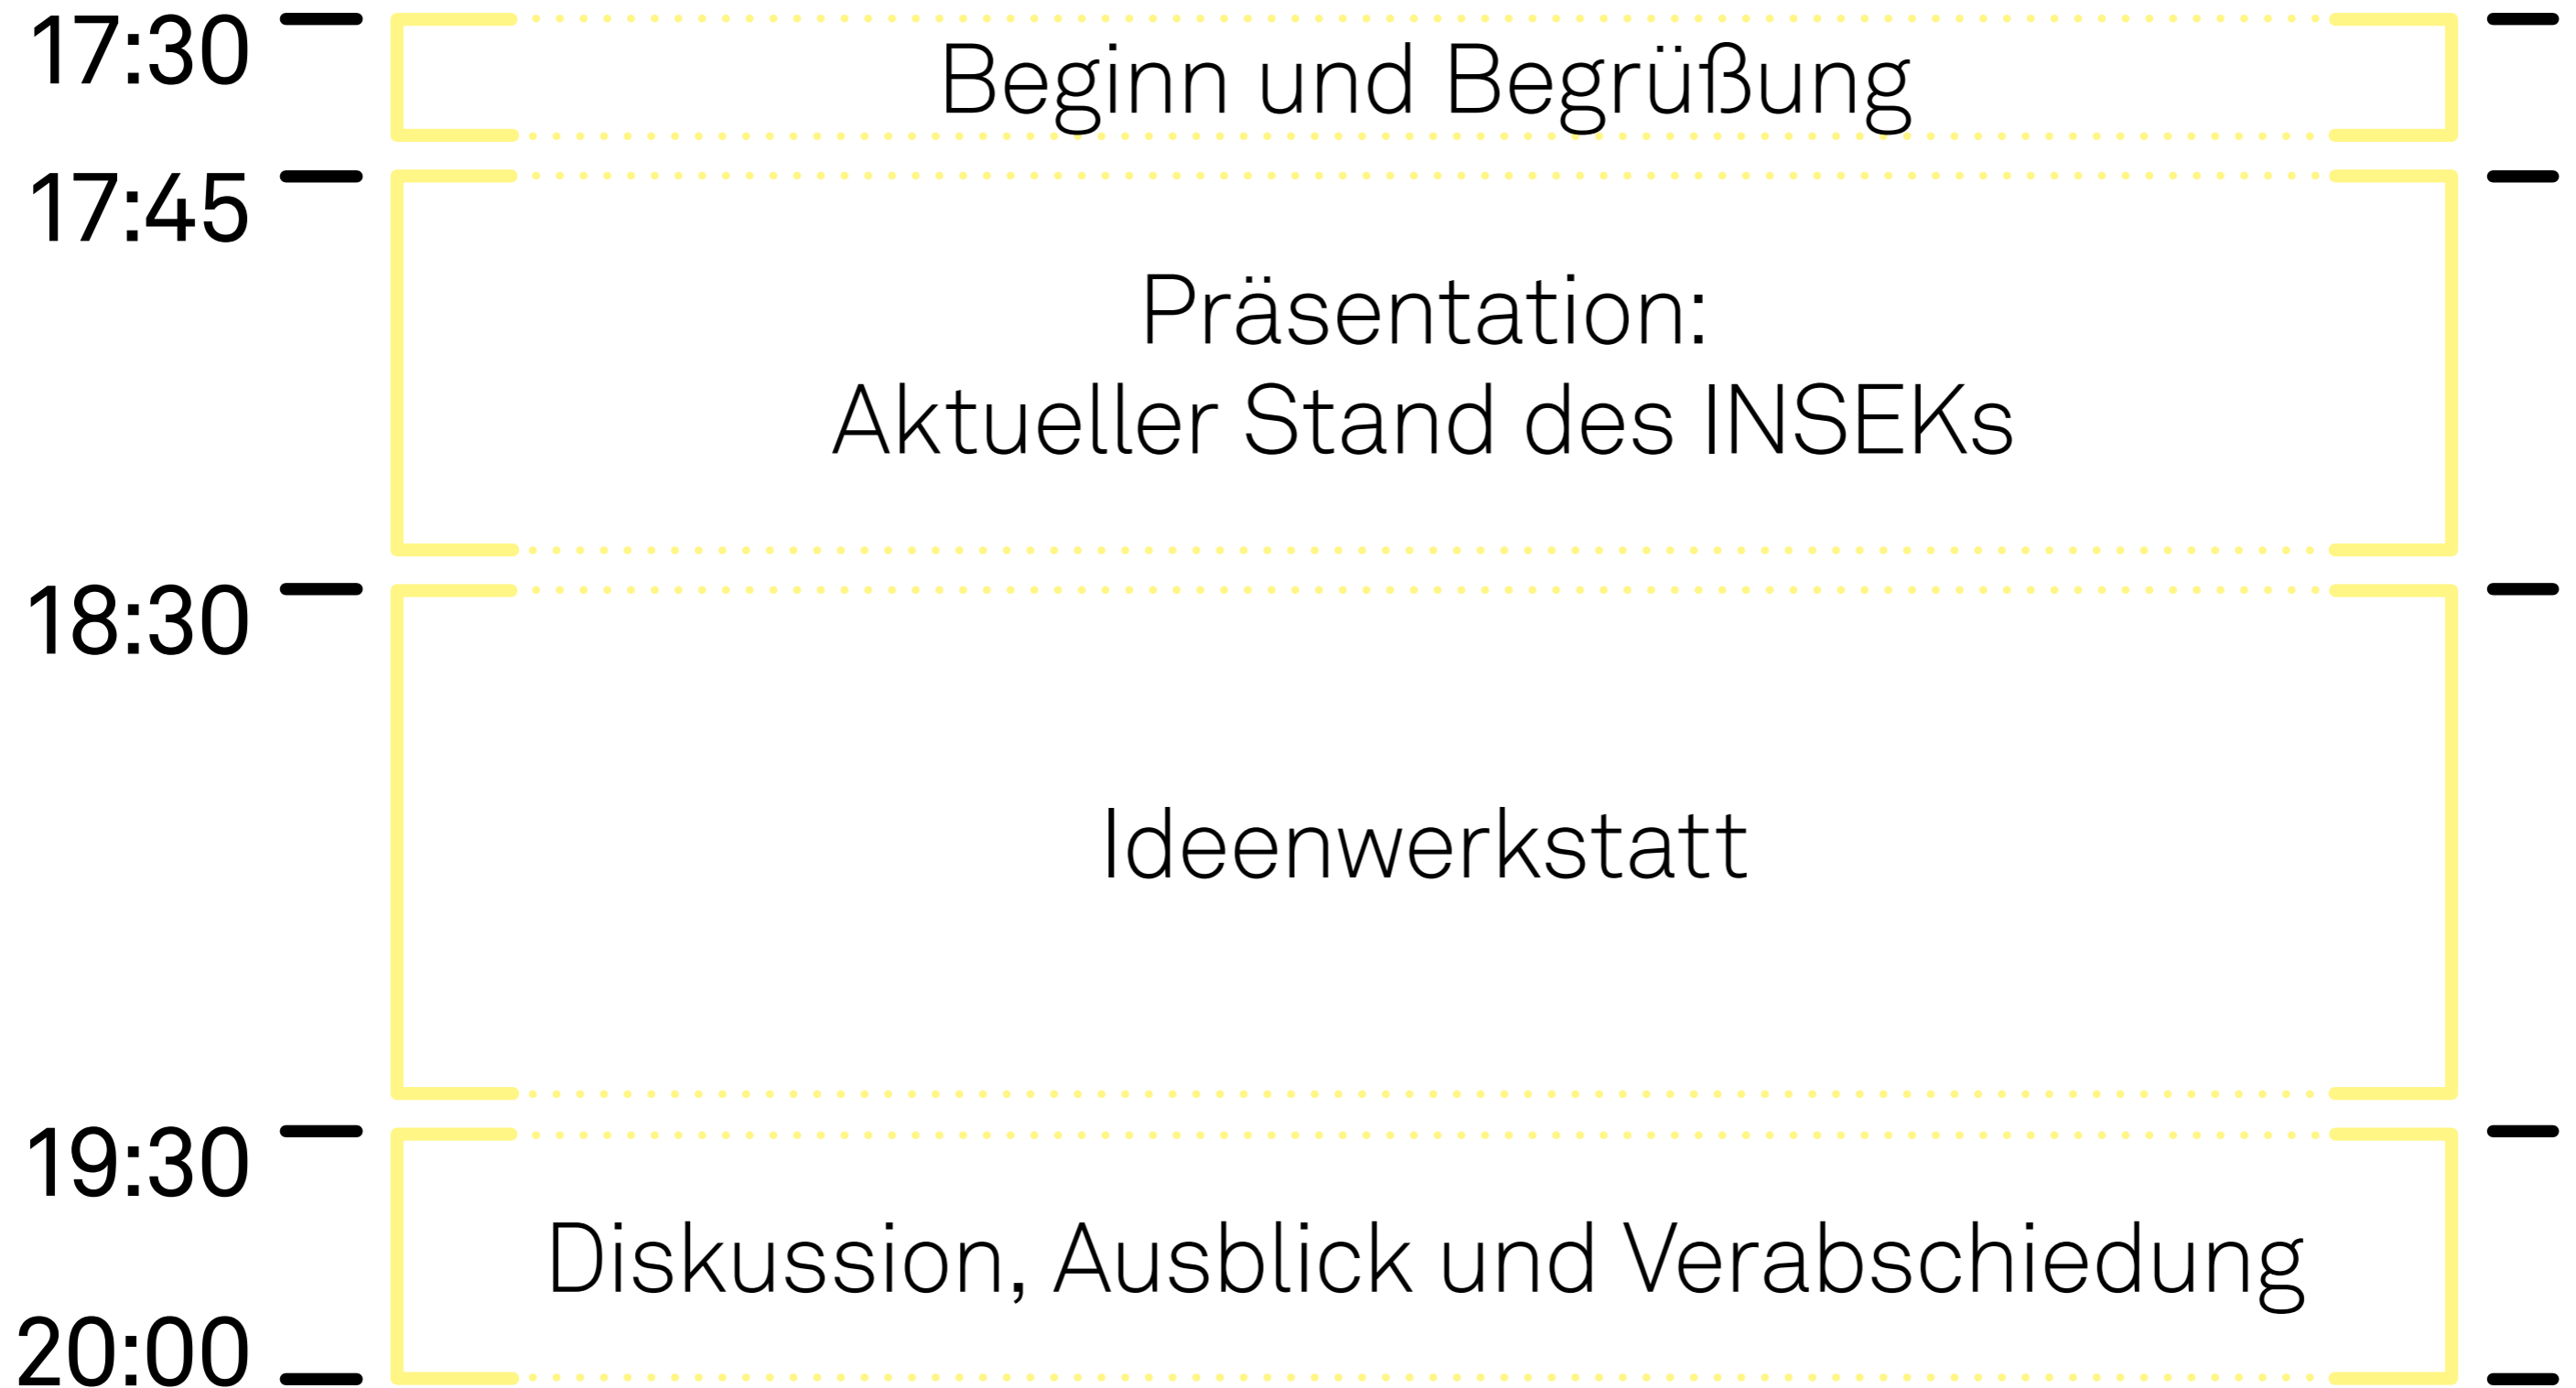 17:30
Beginn und Begrüßung
17:45
Präsentation:
Aktueller Stand des INSEKs
18:30
Ideenwerkstatt
19:30
Diskussion, Ausblick und Verabschiedung
20:00